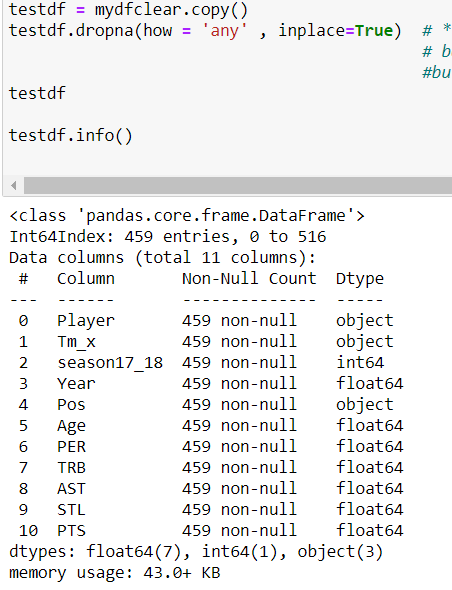 testdf = mydfclear.copy()
testdf.dropna(how = 'any' , inplace=True)  # *
# b
#bu
testdf
testdf.info()
<class 'pandas.core.frame.DataFrame'>
Int64Index: 459 entries, 0 to 516
Data columns (total 11 columns):
 #   Column       Non-Null Count  Dtype
---  ------       --------------  -----
 0   Player       459 non-null    object
 1   Tm_x         459 non-null    object
 2   season17_18  459 non-null    int64
 3   Year         459 non-null    float64
 4   Pos          459 non-null    object
 5   Age          459 non-null    float64
 6   PER          459 non-null    float64
 7   TRB          459 non-null    float64
 8   AST          459 non-null    float64
 9   STL          459 non-null    float64
 10  PTS          459 non-null    float64
dtypes: float64(7), int64(1), object(3)
memory usage: 43.0+ KB